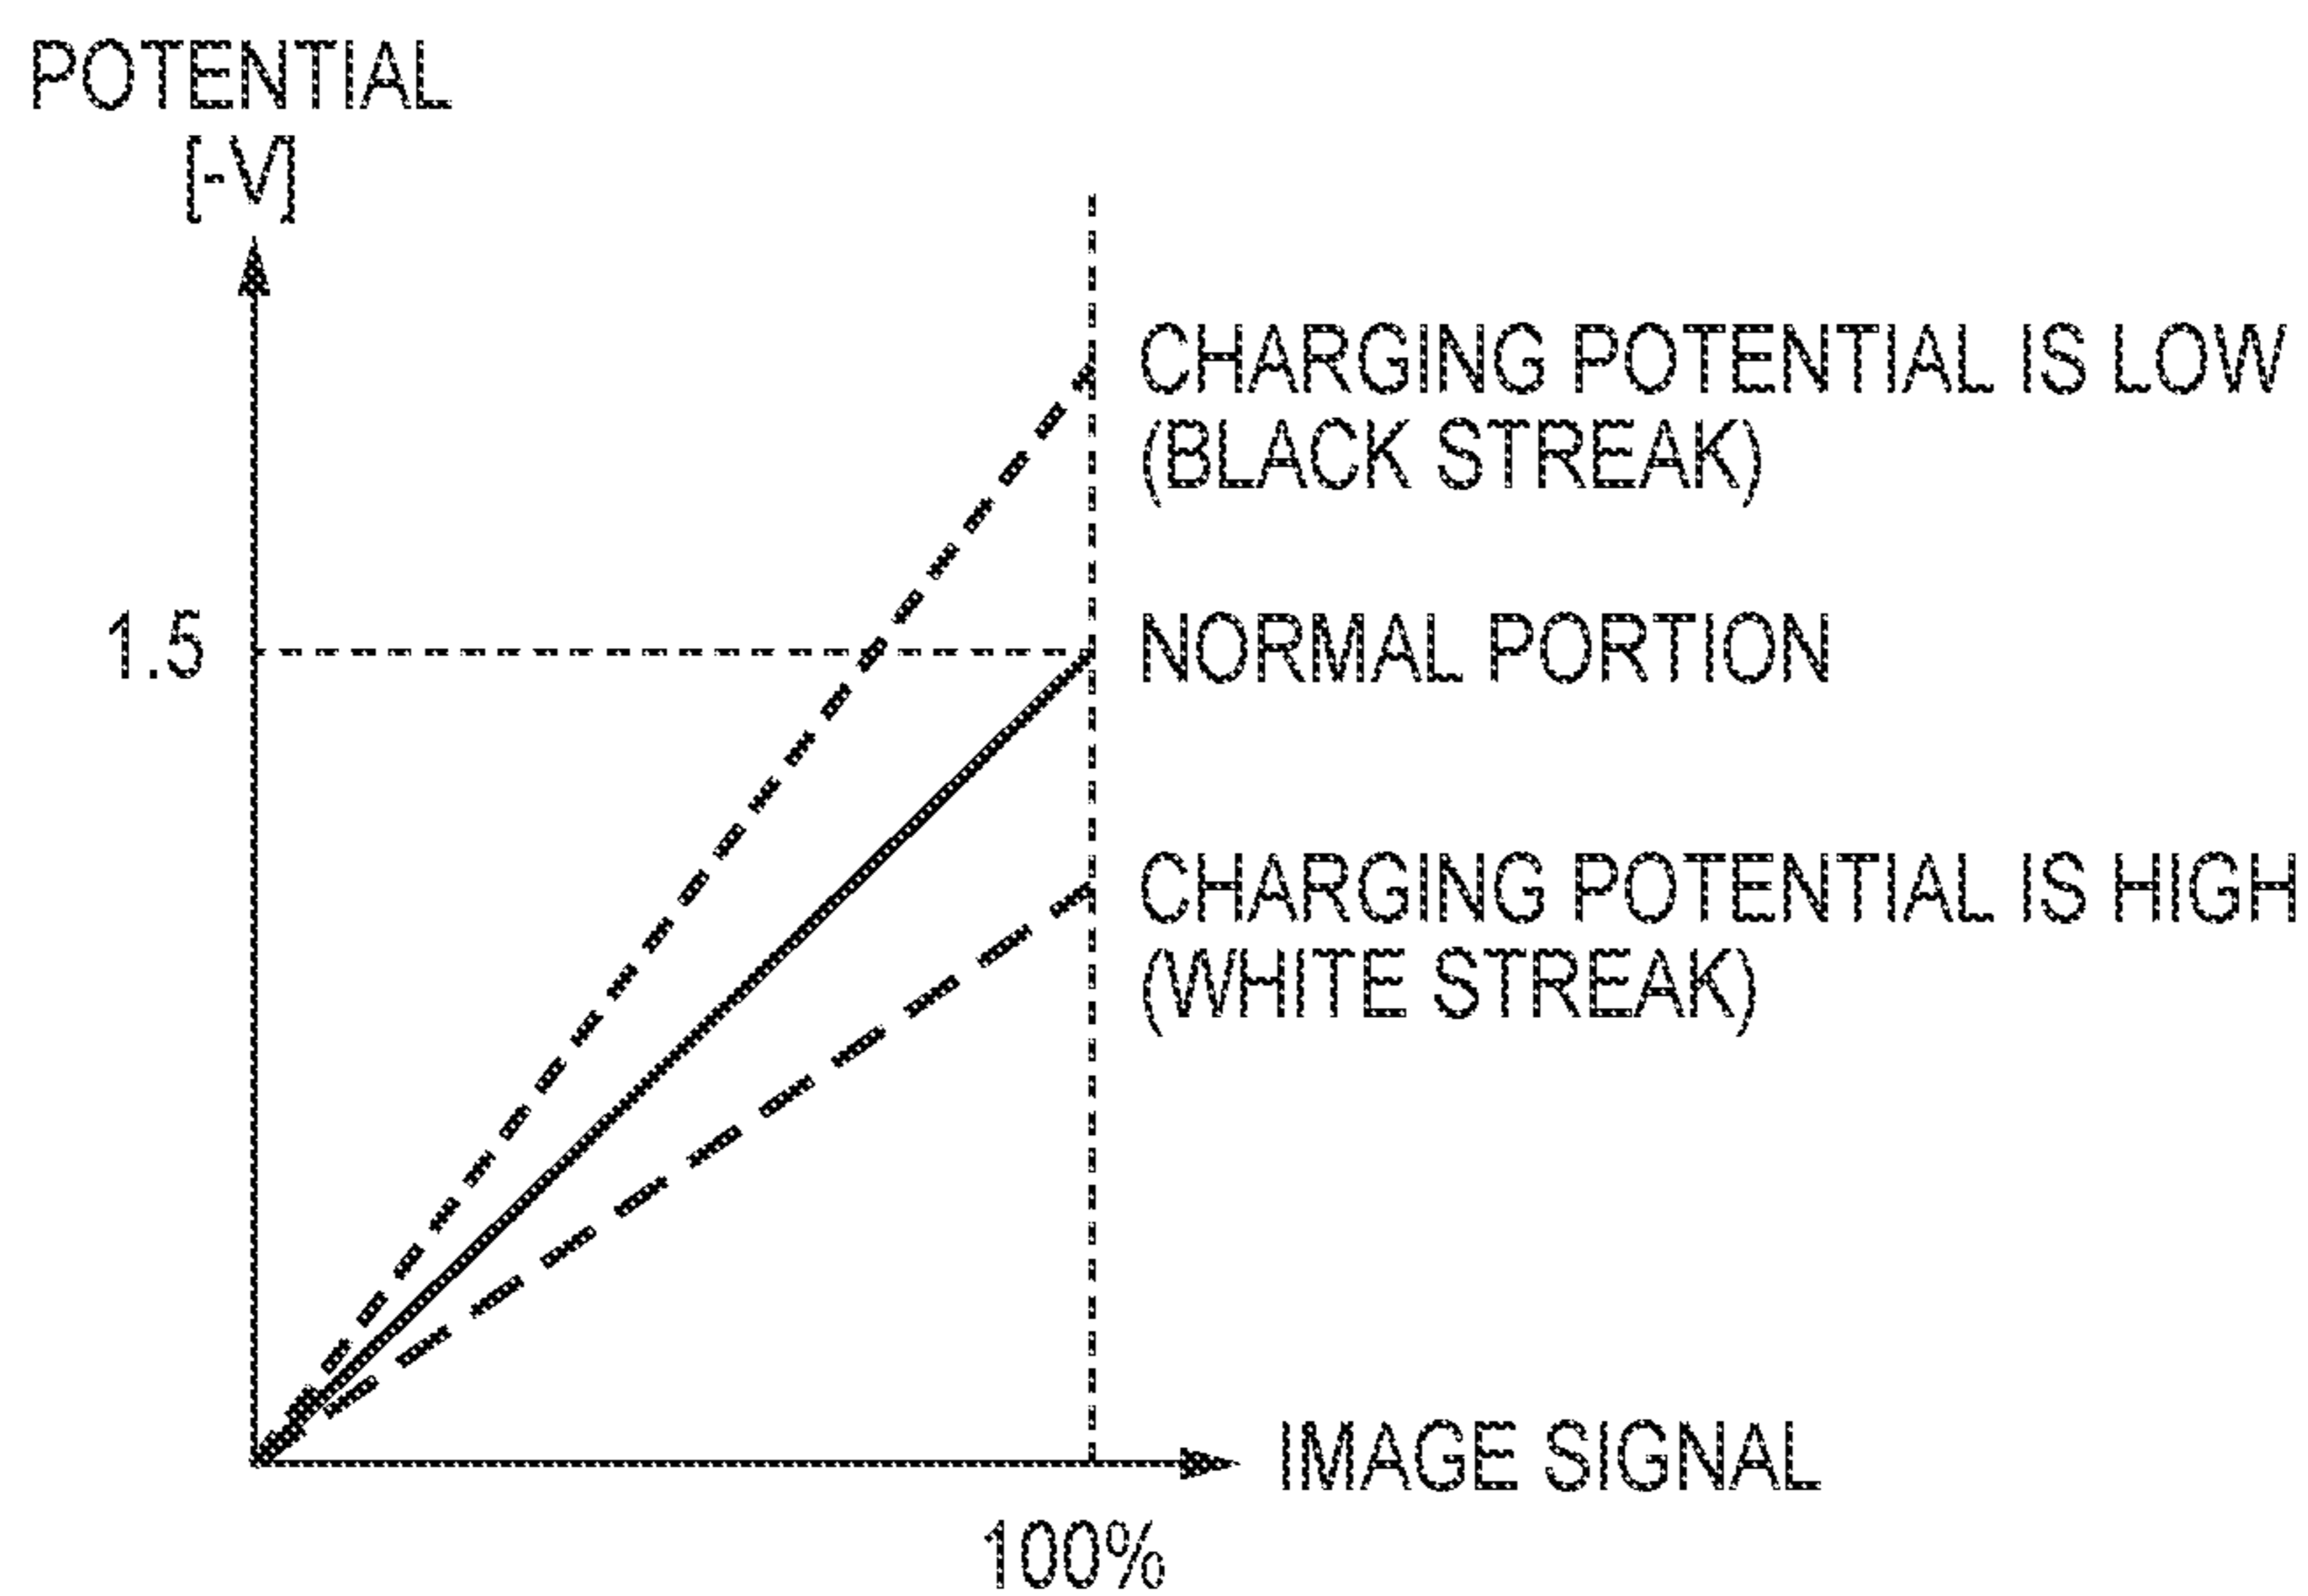 POTENTIAL
[-V]
CHARGING POTENTIAL IS LOW
(BLACK STREAK)
1.5
NORMAL PORTION
CHARGING POTENTIAL IS HIGH
(WHITE STREAK)
IMAGE SIGNAL
100%